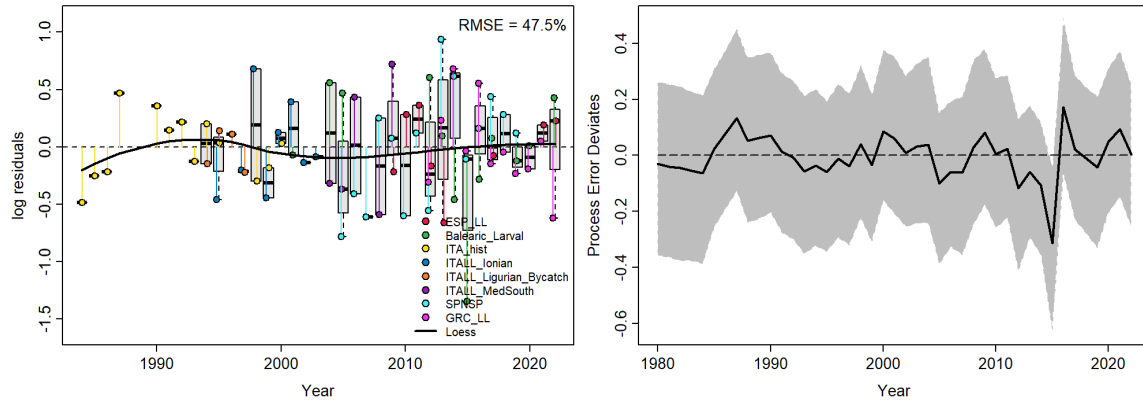 RMSE = 47.5%
log residuals
1.0
0.5
0.0
-0.5
-1.0
-1.5
ESP_LL
Balearic_Larval
ITA_hist
ITALL_Ionian
ITALL_Ligurian_Bycatch
ITALL_MedSouth
SPNSP
GRC_LL
Loess
1990 2000 2010 2020
Year
Process Error Deviates
0.4
0.2
0.0
-0.2
-0.4
-0.6
1980 1990 2000 2010 2020
Year